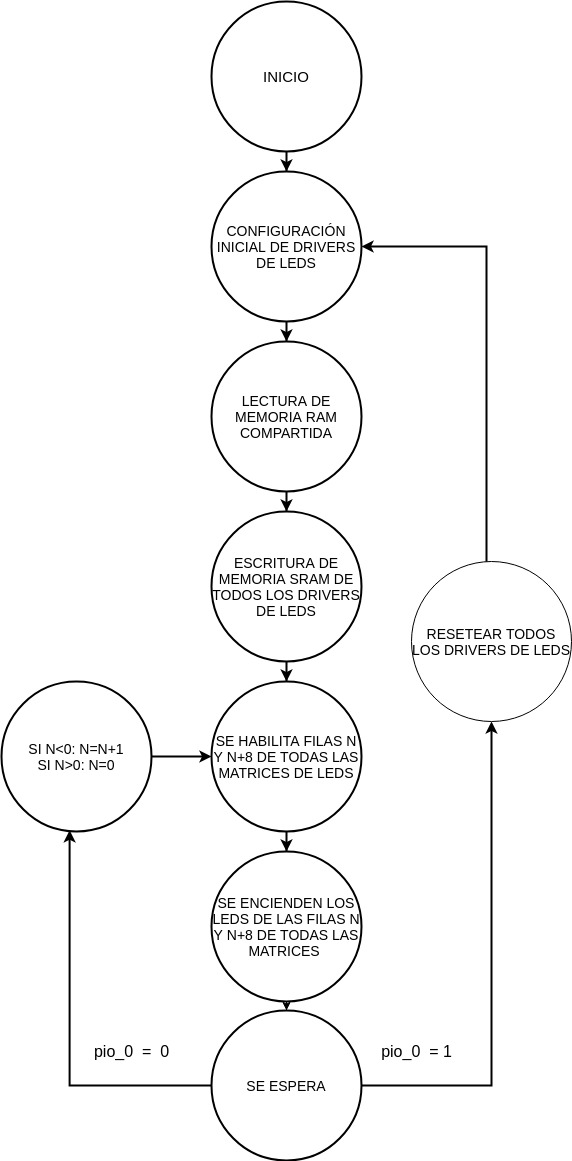 INICIO
CONFIGURACIÓN
INICIAL DE DRIVERS
DE LEDS
LECTURA DE
MEMORIA RAM
COMPARTIDA
ESCRITURA DE
MEMORIA SRAM DE
TODOS LOS DRIVERS
DE LEDS
RESETEAR TODOS
LOS DRIVERS DE LEDS
SI N<0: N=N+1
SI N>0: N=0
SE HABILITA FILAS N
Y N+8 DE TODAS LAS
MATRICES DE LEDS
SE ENCIENDEN LOS
LEDS DE LAS FILAS N
Y N+8 DE TODAS LAS
MATRICES
pio_0 = 0
pio_0 = 1
SE ESPERA